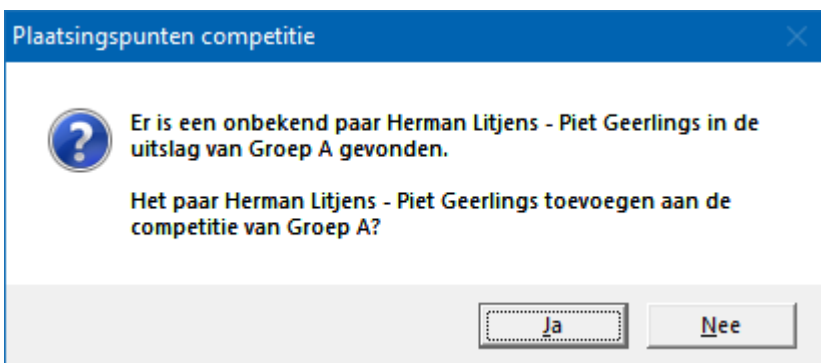 Plaatsingspunten competitie
Er is een onbekend paar Herman Litjens - Piet Geerlings in de
uitslag van Groep A gevonden.
Het paar Herman Litjens - Piet Geerlings toevoegen aan de
competitie van Groep A?
Ja
Nee